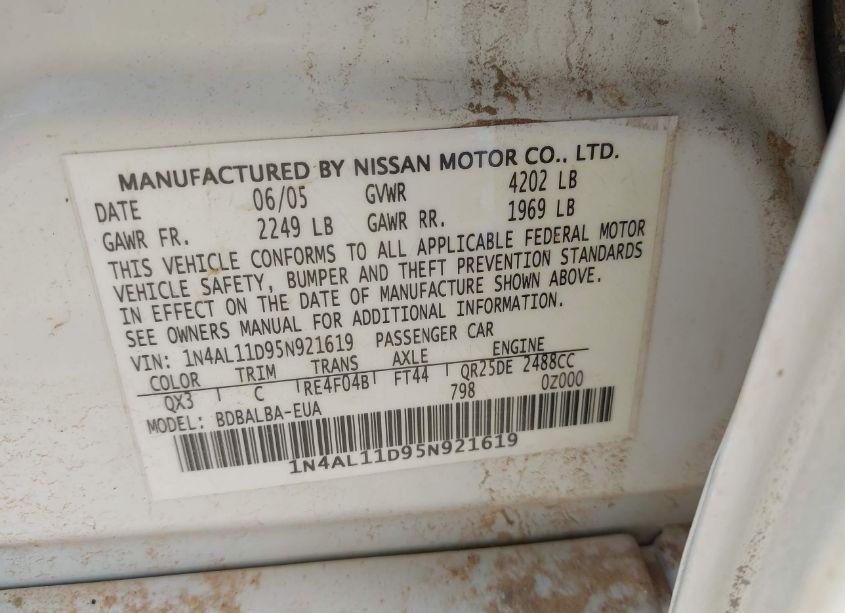 MANUFACTURED BY NISSAN MOTOR CO., LTD.
DATE 06/05 GVWR 4202 LB
GAWR FR. 2249 LB GAWR RR. 1969 LB
THIS VEHICLE CONFORMS TO ALL APPLICABLE FEDERAL MOTOR
VEHICLE SAFETY, BUMPER AND THEFT PREVENTION STANDARDS
IN EFFECT ON THE DATE OF MANUFACTURE SHOWN ABOVE.
SEE OWNERS MANUAL FOR ADDITIONAL INFORMATION.
VIN: 1N4AL11D95N921619 PASSENGER CAR
COLOR TRIM TRANS AXLE ENGINE
QX3 C RE4F04B FT44 QR25DE 2488CC
798 0Z000
MODEL: BDBALBA-EUA
1N4AL11D95N921619